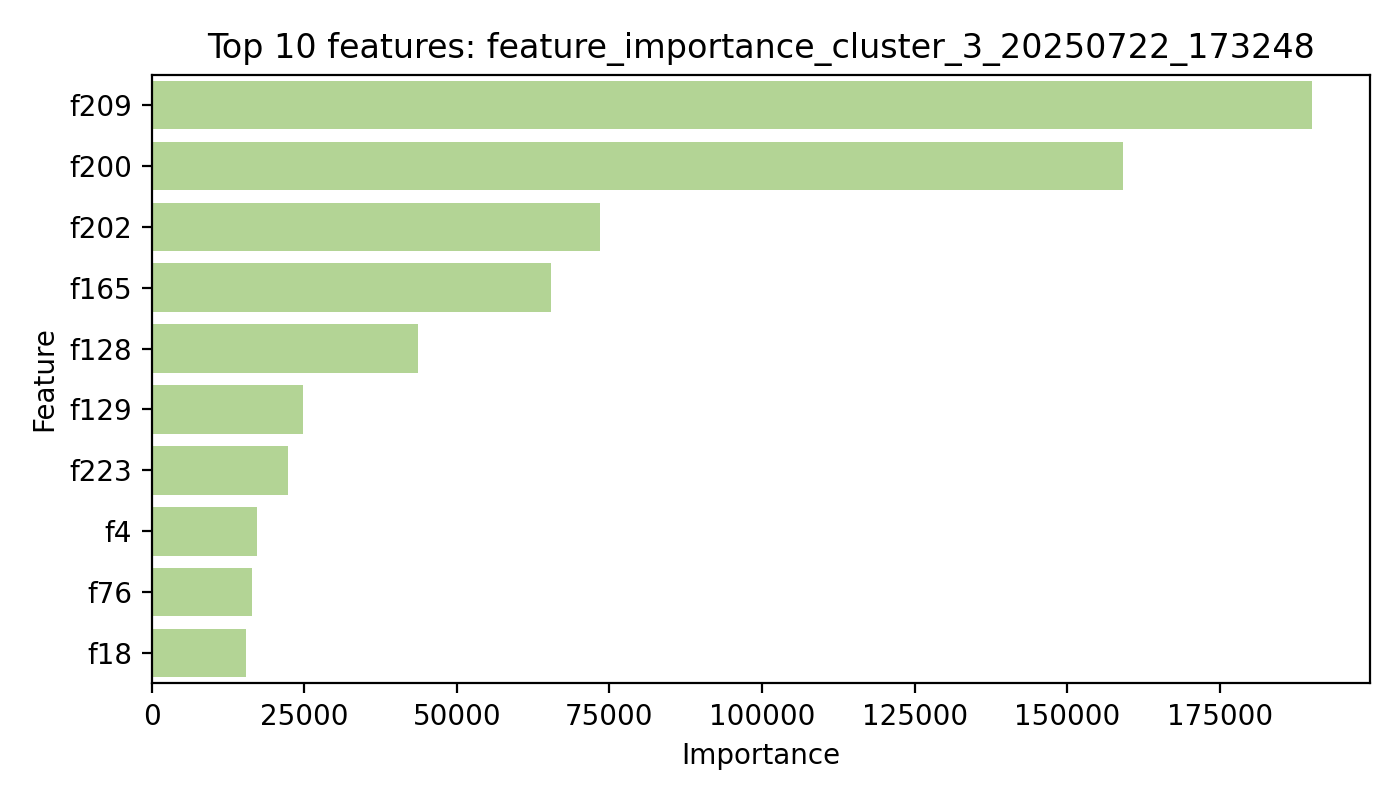 Top 10 features: feature_importance_cluster_3_20250722_173248
f209
f200
f202
f165
f128
f129
f223
f4
f76
f18
Feature
0 25000 50000 75000 100000 125000 150000 175000
Importance